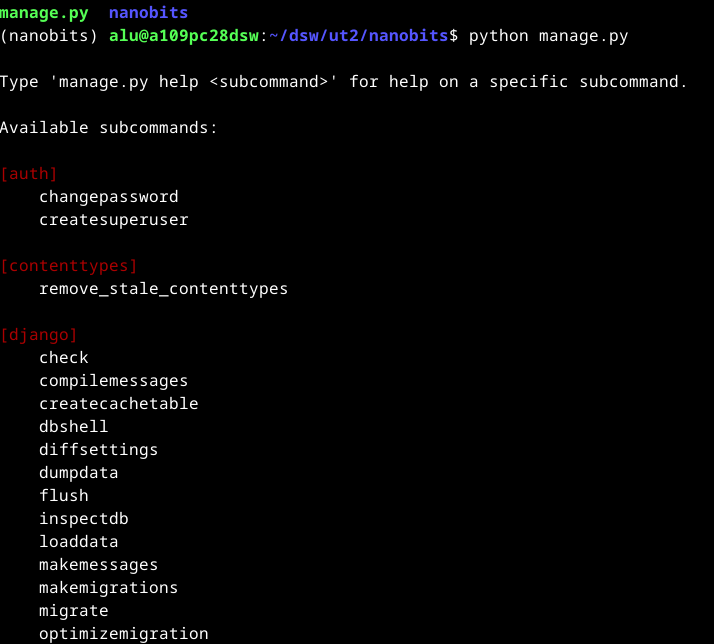 manage.py  nanobits
(nanobits) alu@a109pc28dsw:~/dsw/ut2/nanobits$ python manage.py
Type 'manage.py help <subcommand>' for help on a specific subcommand.
Available subcommands:
[auth]
    changepassword
    createsuperuser
[contenttypes]
    remove_stale_contenttypes
[django]
    check
    compilemessages
    createcachetable
    dbshell
    diffsettings
    dumpdata
    flush
    inspectdb
    loaddata
    makemessages
    makemigrations
    migrate
    optimizemigration